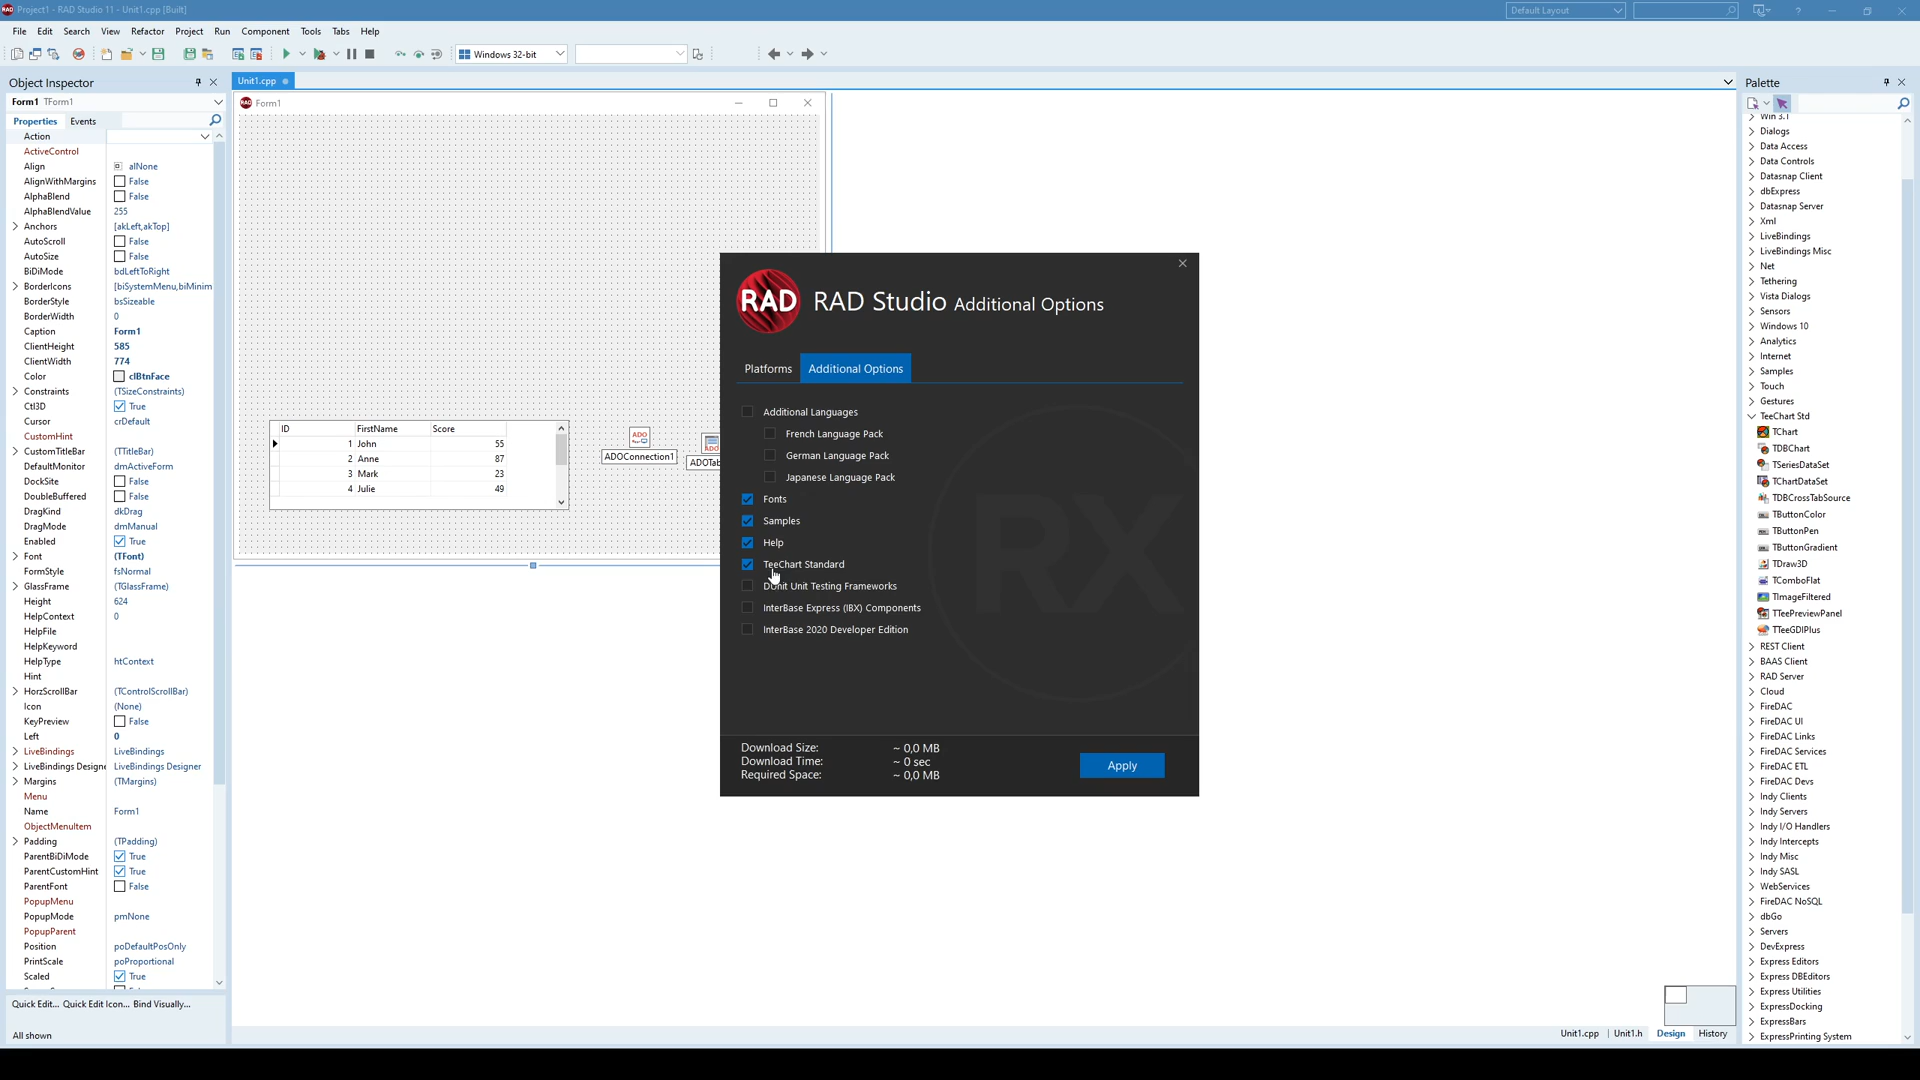 RAD Project1 - RAD Studio 11 - Unit1.cpp [Built]
Default Layout
File Edit Search View Refactor Project Run Component Tools Tabs Help
Windows 32-bit
Object Inspector
Form1 TForm1
Properties Events
Action
ActiveControl
Align alNone
AlignWithMargins False
AlphaBlend False
AlphaBlendValue 255
Anchors [akLeft,akTop]
AutoScroll False
AutoSize False
BiDiMode bdLeftToRight
BorderIcons [biSystemMenu,biMinim
BorderStyle bsSizeable
BorderWidth 0
Caption Form1
ClientHeight 585
ClientWidth 774
Color clBtnFace
Constraints (TSizeConstraints)
Ctl3D True
Cursor crDefault
CustomHint
CustomTitleBar (TTitleBar)
DefaultMonitor dmActiveForm
DockSite False
DoubleBuffered False
DragKind dkDrag
DragMode dmManual
Enabled True
Font (TFont)
FormStyle fsNormal
GlassFrame (TGlassFrame)
Height 624
HelpContext 0
HelpFile
HelpKeyword
HelpType htContext
Hint
HorzScrollBar (TControlScrollBar)
Icon (None)
KeyPreview False
Left 0
LiveBindings LiveBindings
LiveBindings Designe LiveBindings Designer
Margins (TMargins)
Menu
Name Form1
ObjectMenuItem
Padding (TPadding)
ParentBiDiMode True
ParentCustomHint True
ParentFont False
PopupMenu
PopupMode pmNone
PopupParent
Position poDefaultPosOnly
PrintScale poProportional
Scaled True
Quick Edit... Quick Edit Icon... Bind Visually...
All shown
Unit1.cpp
RAD Form1
ID FirstName Score
1 John 55
2 Anne 87
3 Mark 23
4 Julie 49
ADO
ADOConnection1
ADO
ADOTab
RAD RAD Studio Additional Options
Platforms Additional Options
Additional Languages
French Language Pack
German Language Pack
Japanese Language Pack
Fonts
Samples
Help
TeeChart Standard
DUnit Unit Testing Frameworks
InterBase Express (IBX) Components
InterBase 2020 Developer Edition
RX
Download Size: ~ 0,0 MB
Download Time: ~ 0 sec
Required Space: ~ 0,0 MB
Apply
Unit1.cpp Unit1.h Design History
Palette
Win 3.1
Dialogs
Data Access
Data Controls
Datasnap Client
dbExpress
Datasnap Server
Xml
LiveBindings
LiveBindings Misc
Net
Tethering
Vista Dialogs
Sensors
Windows 10
Analytics
Internet
Samples
Touch
Gestures
TeeChart Std
TChart
TDBChart
TSeriesDataSet
TChartDataSet
TDBCrossTabSource
TButtonColor
TButtonPen
TButtonGradient
TDraw3D
TComboFlat
TImageFiltered
TTeePreviewPanel
TTeeGDIPlus
REST Client
BAAS Client
RAD Server
Cloud
FireDAC
FireDAC UI
FireDAC Links
FireDAC Services
FireDAC ETL
FireDAC Devs
Indy Clients
Indy Servers
Indy I/O Handlers
Indy Intercepts
Indy Misc
Indy SASL
WebServices
FireDAC NoSQL
dbGo
Servers
DevExpress
Express Editors
Express DBEditors
Express Utilities
ExpressDocking
ExpressBars
ExpressPrinting System